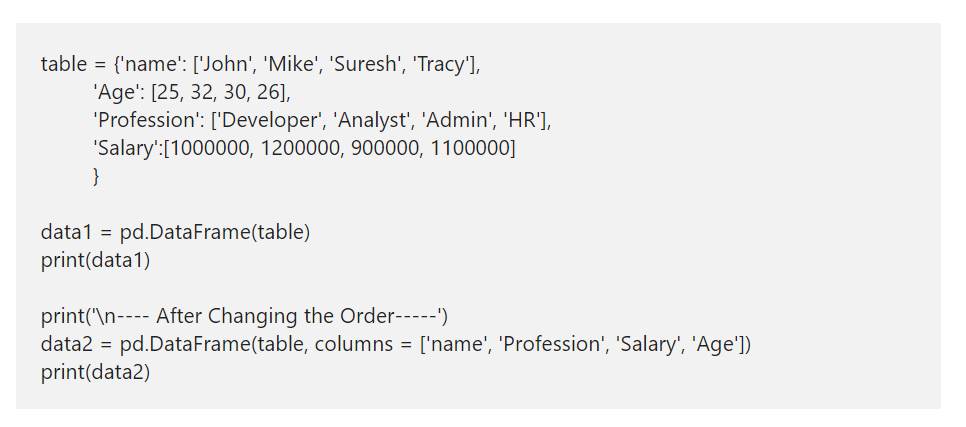 table = {'name': ['John', 'Mike', 'Suresh', 'Tracy'],
'Age': [25, 32, 30, 26],
'Profession': ['Developer', 'Analyst', 'Admin', 'HR'],
'Salary':[1000000, 1200000, 900000, 1100000]
}
data1 = pd.DataFrame(table)
print(data1)
print('\n---- After Changing the Order-----')
data2 = pd.DataFrame(table, columns = ['name', 'Profession', 'Salary', 'Age'])
print(data2)